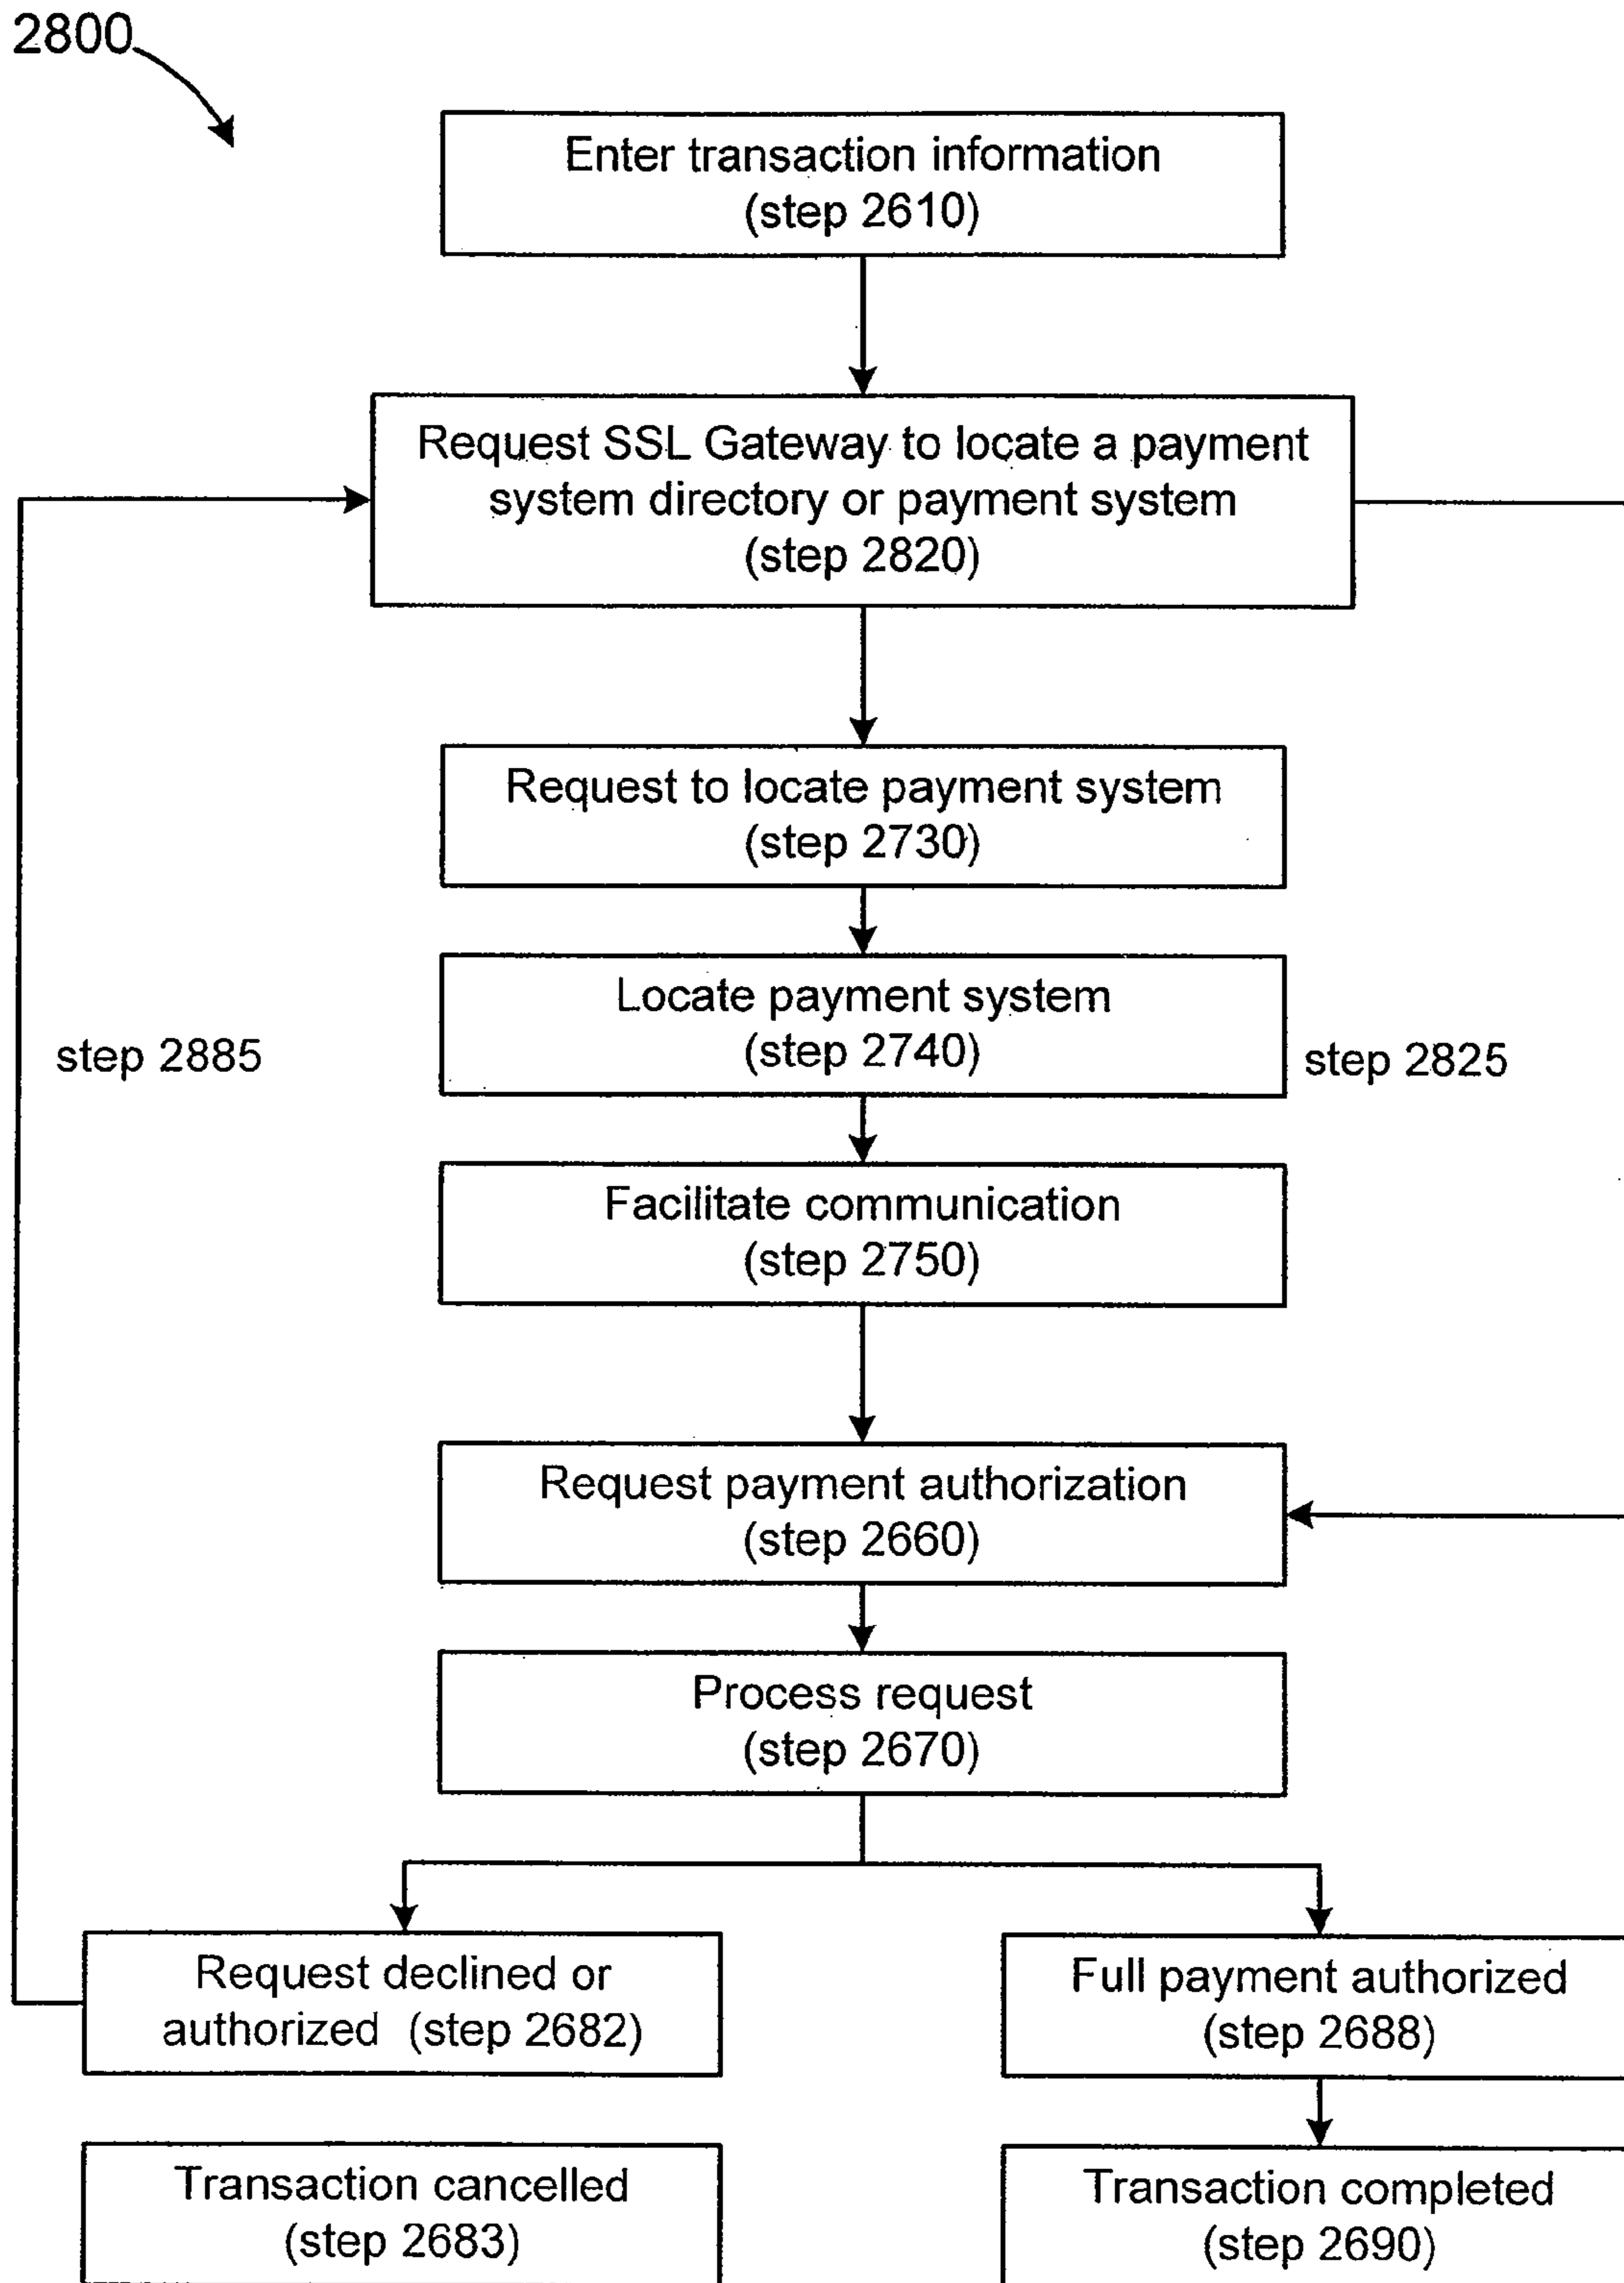 2800
Enter transaction information
(step 2610)
Request SSL Gateway to locate a payment
system directory or payment system
(step 2820)
Request to locate payment system
(step 2730)
Locate payment system
(step 2740)
step 2885
step 2825
Facilitate communication
(step 2750)
Request payment authorization
(step 2660)
Process request
(step 2670)
Request declined or
authorized (step 2682)
Full payment authorized
(step 2688)
Transaction cancelled
(step 2683)
Transaction completed
(step 2690)